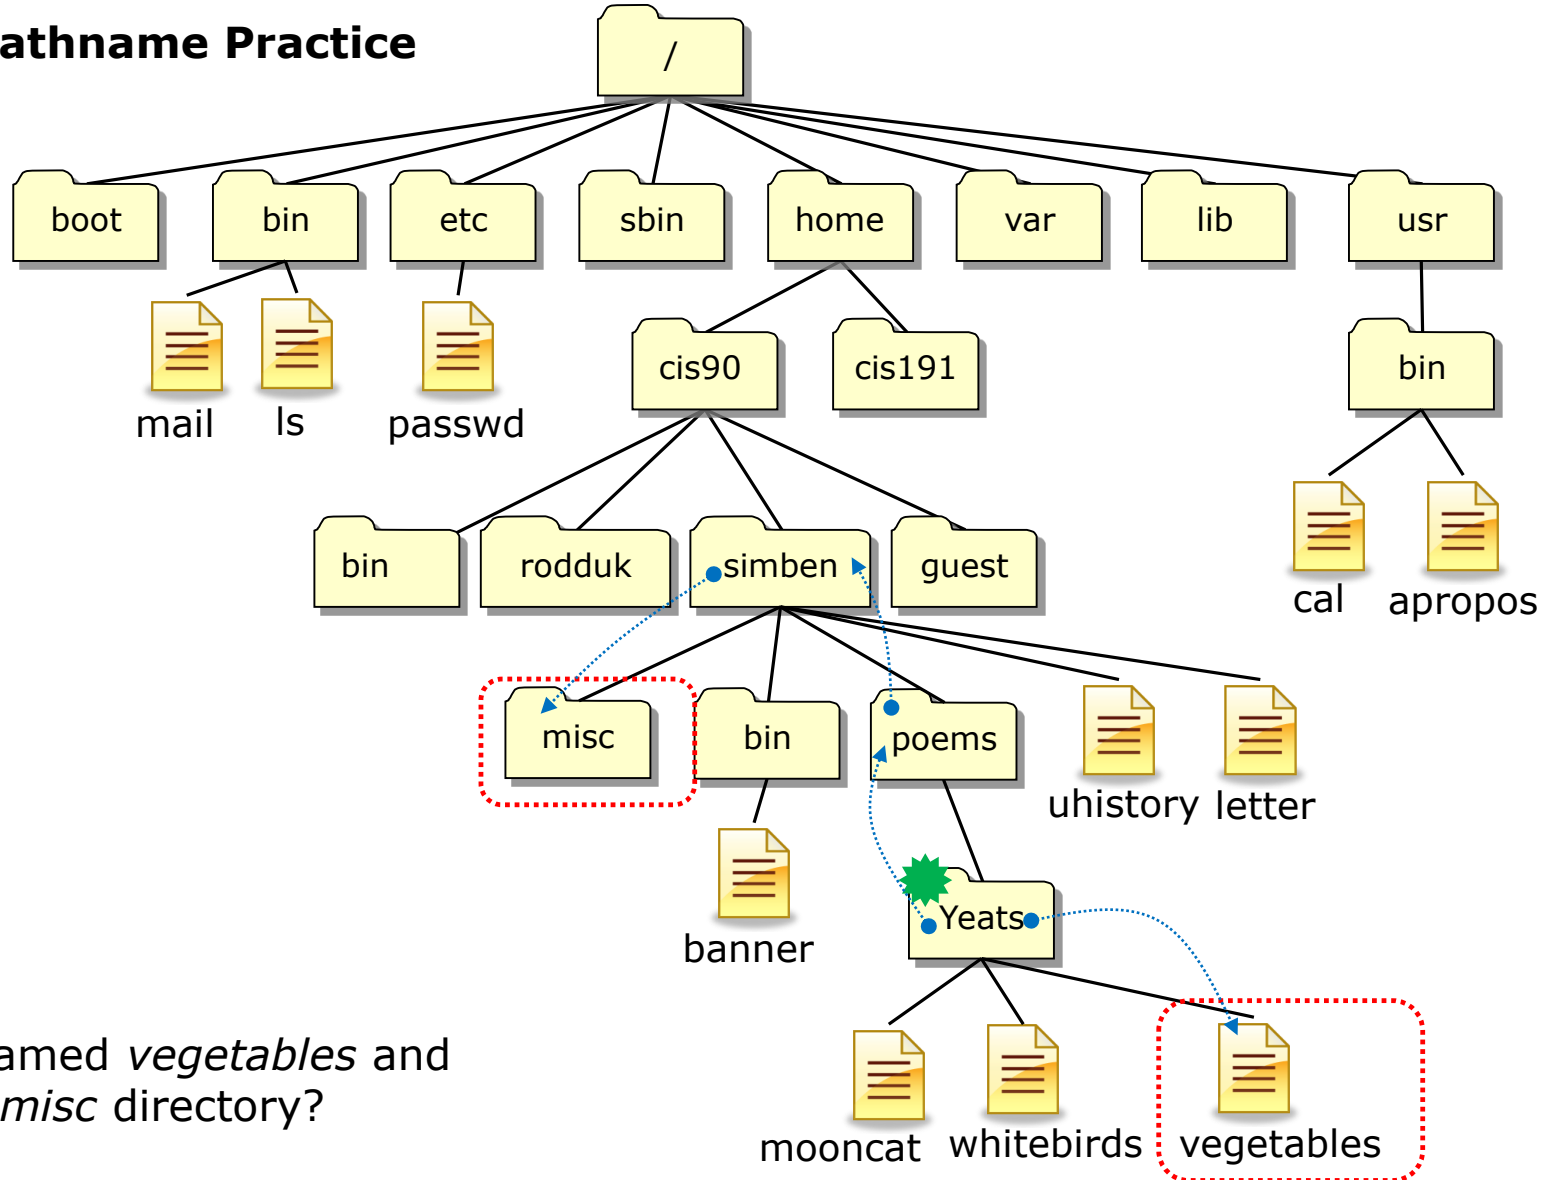 athname Practice
/
boot bin etc sbin home var lib usr
mail ls passwd
cis90 cis191 bin
bin rodduk simben guest
cal apropos
misc bin poems
uhistory letter
banner
Yeats
amed vegetables and
misc directory?
mooncat whitebirds vegetables